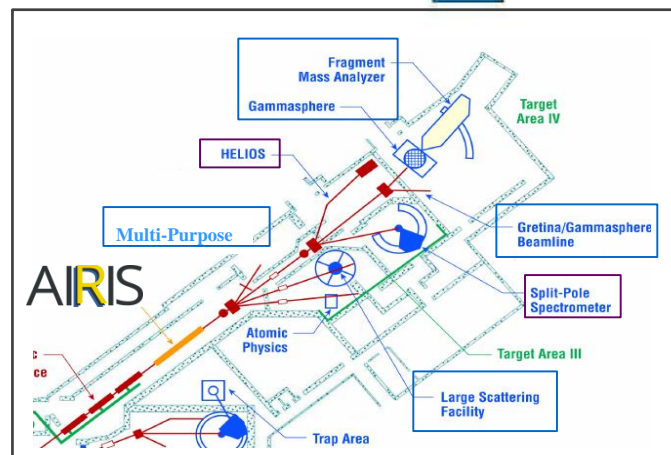 Fragment
Mass Analyzer
Gammasphere
Target
Area IV
HELIOS
Multi-Purpose
Gretina/Gammasphere
Beamline
AIRIS
Split-Pole
Spectrometer
Atomic
Physics
c
ce
Target Area III
Large Scattering
Facility
Trap Area